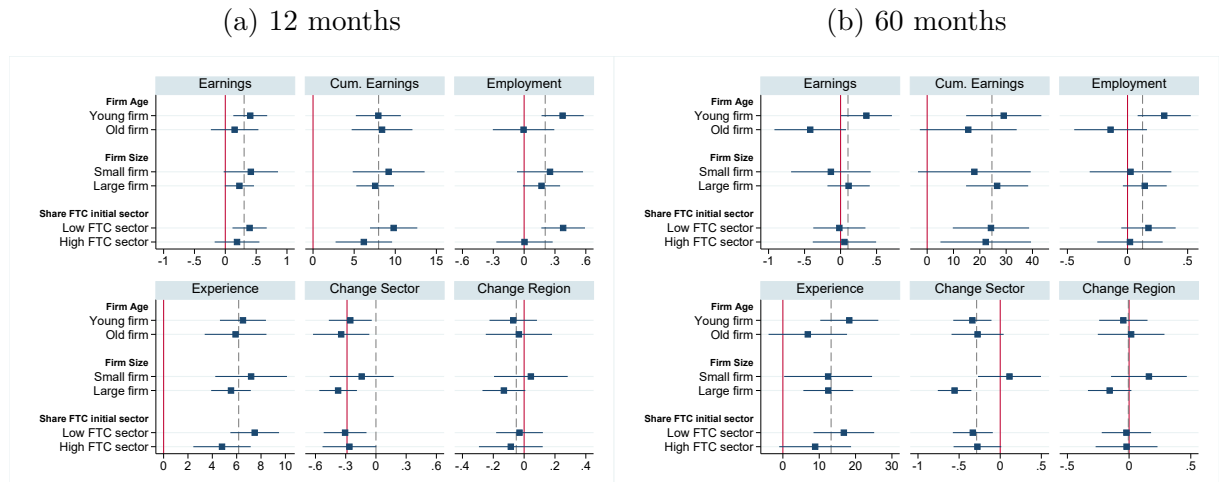 (a) 12 months
(b) 60 months
Earnings
Cum. Earnings
Employment
Firm Age
Young firm
Old firm
Firm Size
Small firm
Large firm
Share FTC initial sector
Low FTC sector
High FTC sector
-1 -.5 0 .5 1
0 5 10 15
-.6 -.3 0 .3 .6
Experience
Change Sector
Change Region
Firm Age
Young firm
Old firm
Firm Size
Small firm
Large firm
Share FTC initial sector
Low FTC sector
High FTC sector
0 2 4 6 8 10
-.6 -.3 0 .3 .6
-.4 -.2 0 .2 .4
Earnings
Cum. Earnings
Employment
Firm Age
Young firm
Old firm
Firm Size
Small firm
Large firm
Share FTC initial sector
Low FTC sector
High FTC sector
-1 -.5 0 .5
0 10 20 30 40
-.5 0 .5
Experience
Change Sector
Change Region
Firm Age
Young firm
Old firm
Firm Size
Small firm
Large firm
Share FTC initial sector
Low FTC sector
High FTC sector
0 10 20 30
-1 -.5 0 .5
-.5 0 .5